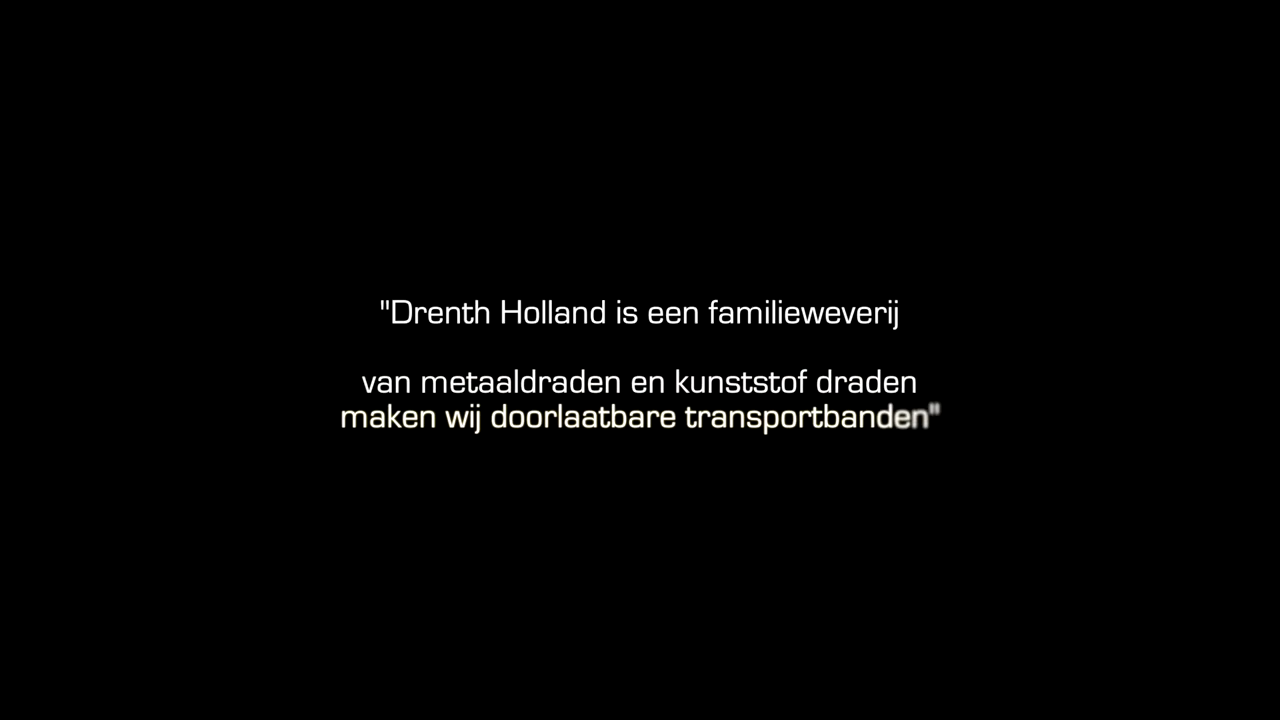 "Drenth Holland is een familieweverij
van metaaldraden en kunststof draden
maken wij doorlaatbare transportbanden"